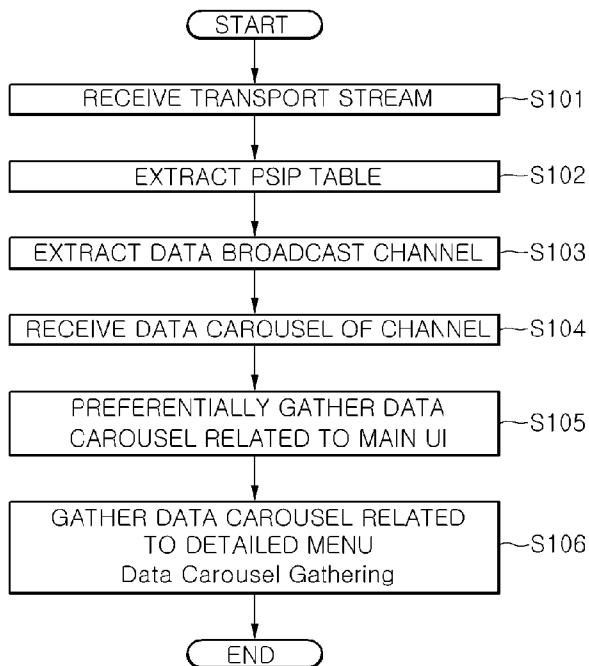 START
RECEIVE TRANSPORT STREAM
S101
EXTRACT PSIP TABLE
S102
EXTRACT DATA BROADCAST CHANNEL
S103
RECEIVE DATA CAROUSEL OF CHANNEL
S104
PREFERENTIALLY GATHER DATA
CAROUSEL RELATED TO MAIN UI
S105
GATHER DATA CAROUSEL RELATED
TO DETAILED MENU
Data Carousel Gathering
S106
END